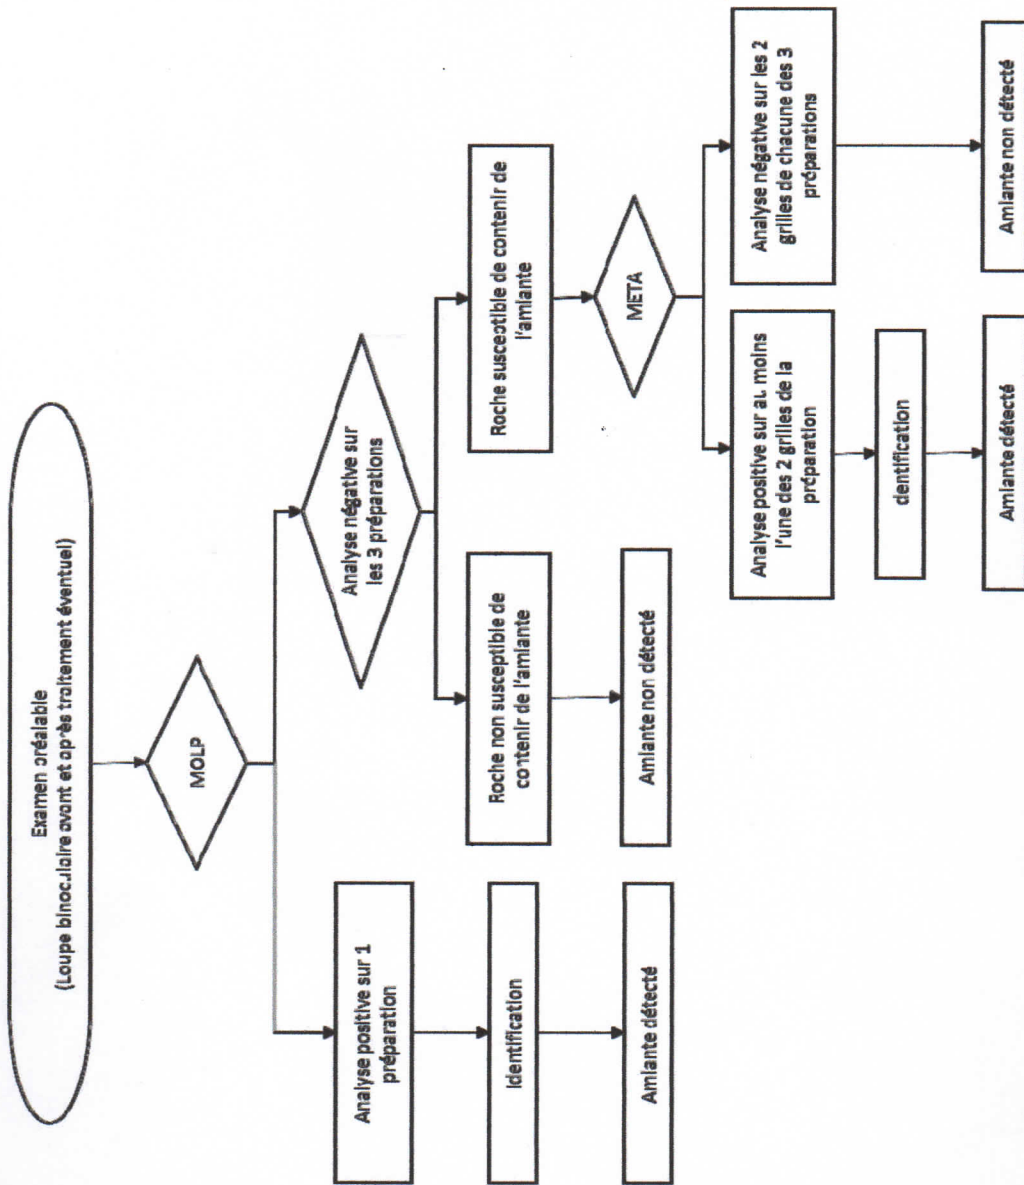 Examen préalable
(Loupe binoculaire avant et après traitement éventuel)
MOLP
Analyse positive sur 1
préparation
Identification
Amiante détecté
Analyse négative sur
les 3 préparations
Roche non susceptible de
contenir de l'amiante
Amiante non détecté
Roche susceptible de contenir de
l'amiante
META
Analyse positive sur au moins
l'une des 2 grilles de la
préparation
dentification
Amiante détecté
Analyse négative sur les 2
grilles de chacune des 3
préparations
Amiante non détecté